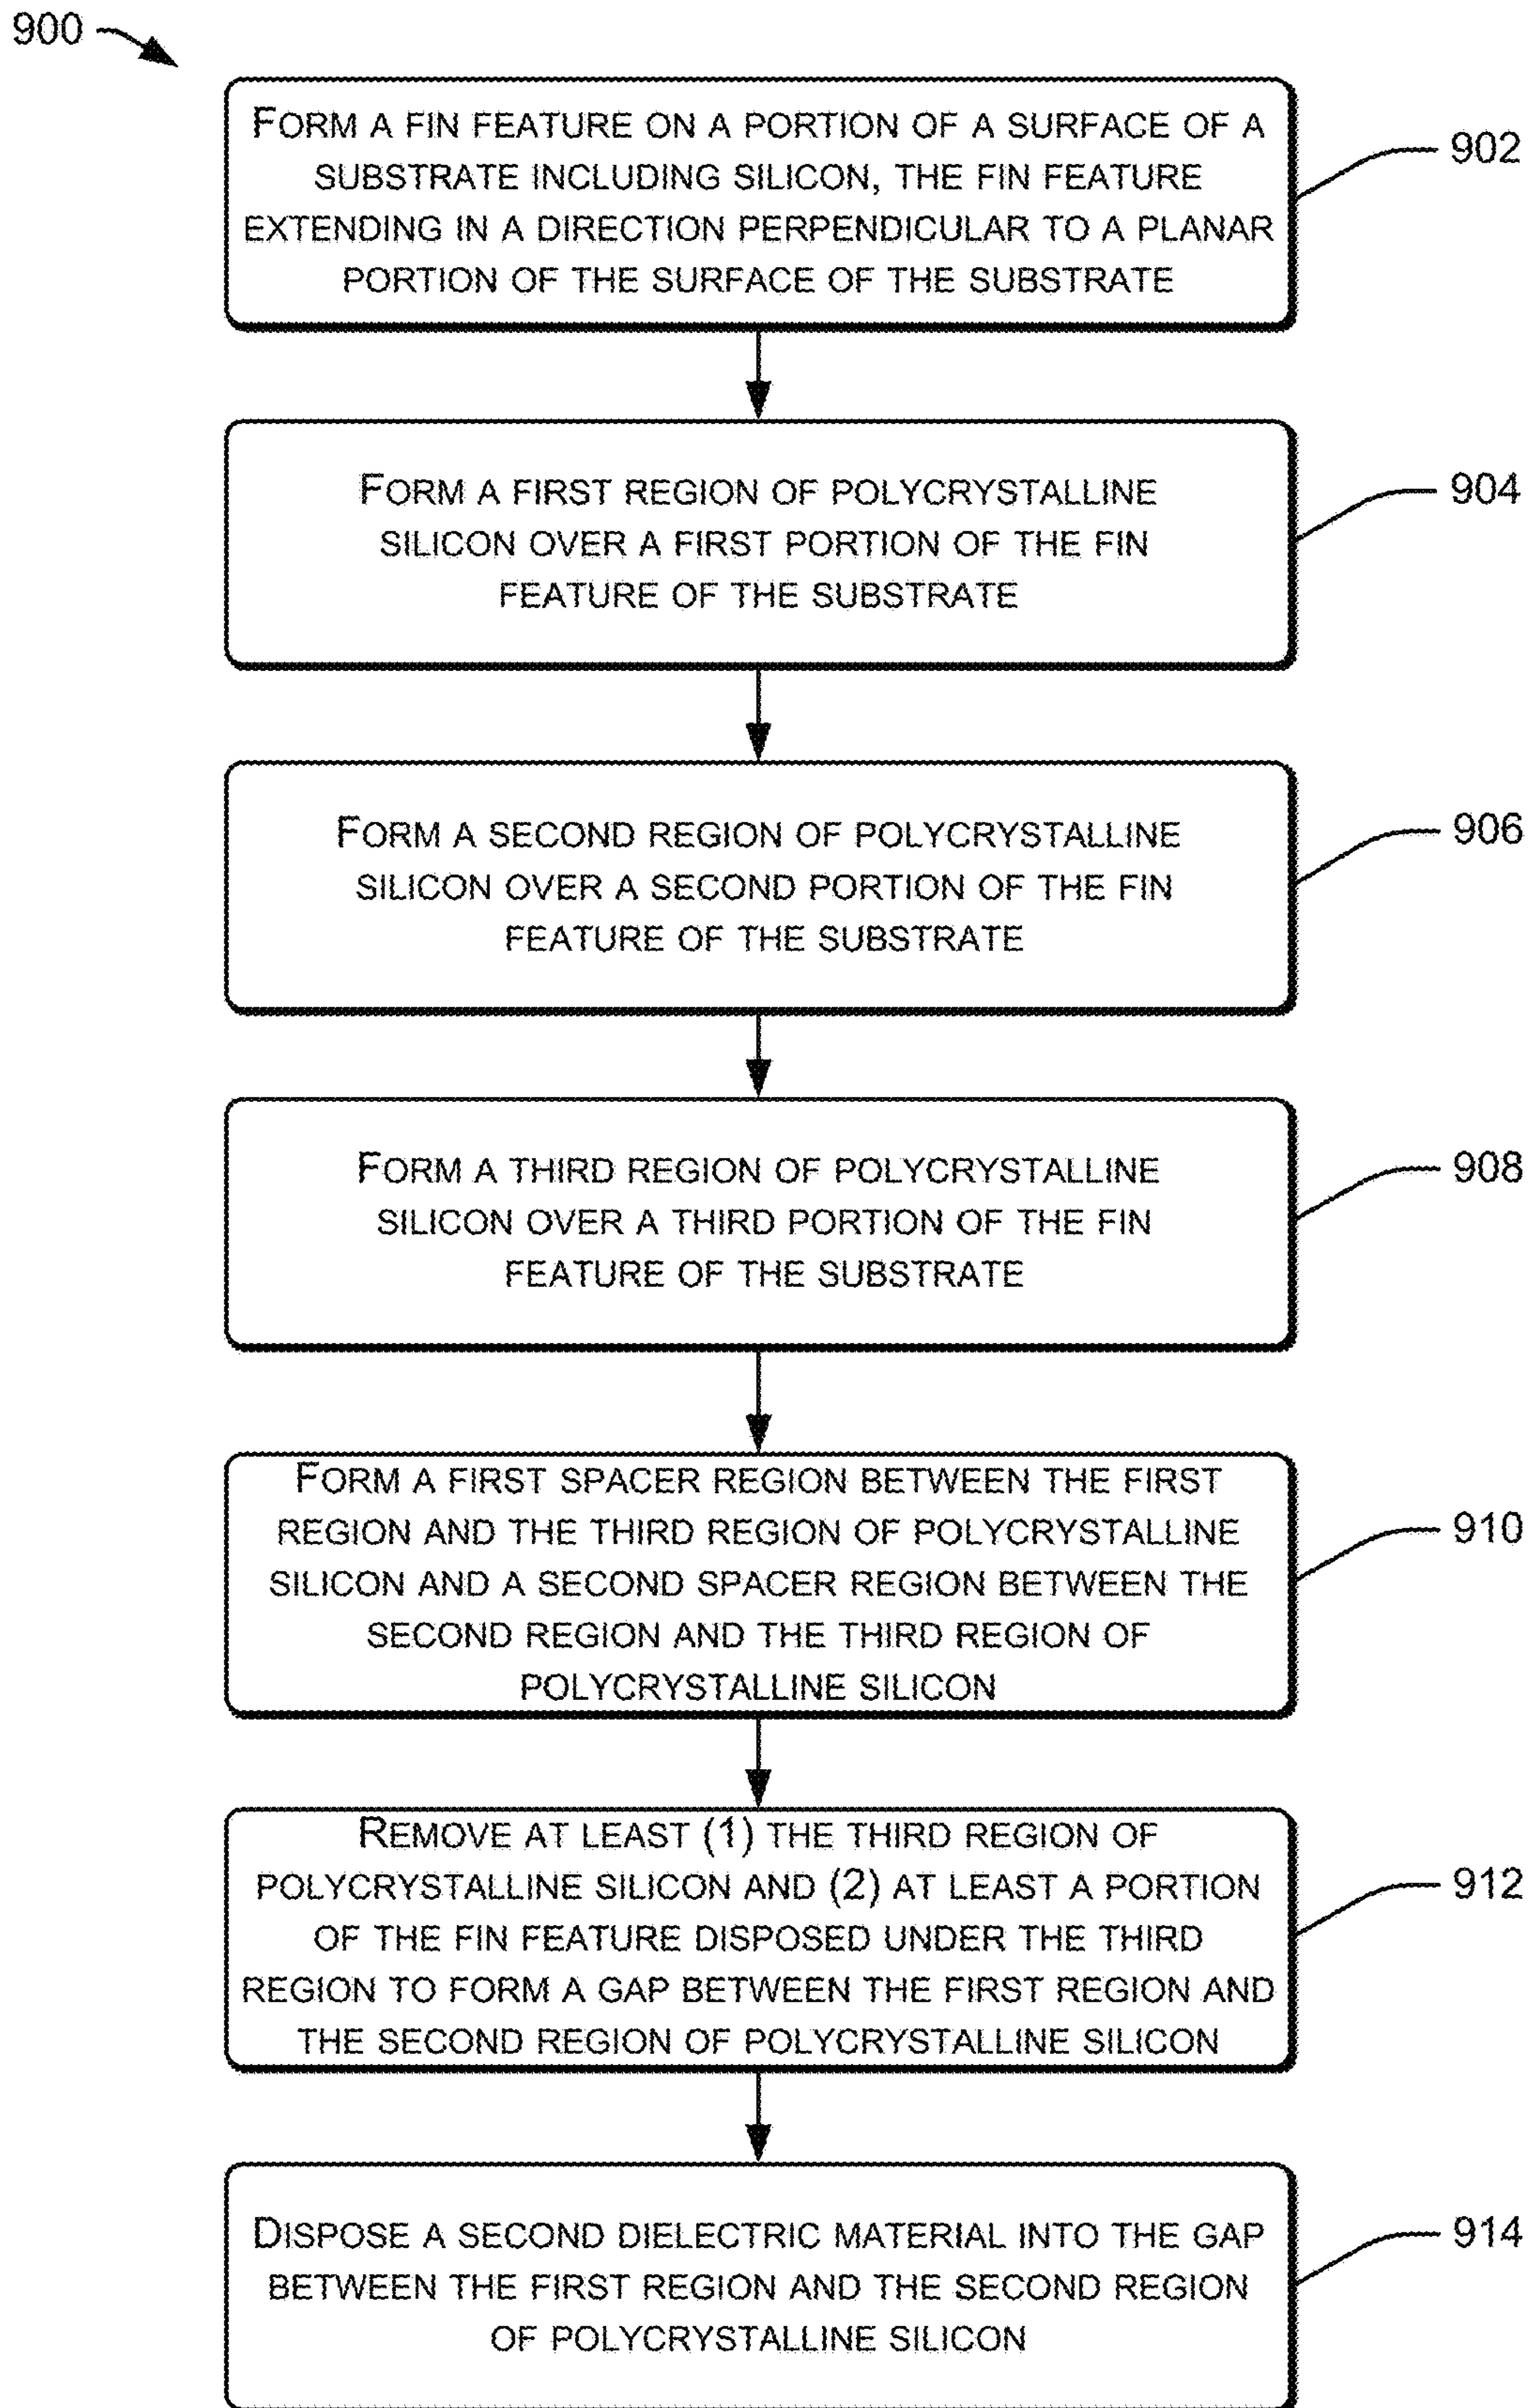 900
FORM A FIN FEATURE ON A PORTION OF A SURFACE OF A
SUBSTRATE INCLUDING SILICON, THE FIN FEATURE
EXTENDING IN A DIRECTION PERPENDICULAR TO A PLANAR
PORTION OF THE SURFACE OF THE SUBSTRATE
902
FORM A FIRST REGION OF POLYCRYSTALLINE
SILICON OVER A FIRST PORTION OF THE FIN
FEATURE OF THE SUBSTRATE
904
FORM A SECOND REGION OF POLYCRYSTALLINE
SILICON OVER A SECOND PORTION OF THE FIN
FEATURE OF THE SUBSTRATE
906
FORM A THIRD REGION OF POLYCRYSTALLINE
SILICON OVER A THIRD PORTION OF THE FIN
FEATURE OF THE SUBSTRATE
908
FORM A FIRST SPACER REGION BETWEEN THE FIRST
REGION AND THE THIRD REGION OF POLYCRYSTALLINE
SILICON AND A SECOND SPACER REGION BETWEEN THE
SECOND REGION AND THE THIRD REGION OF
POLYCRYSTALLINE SILICON
910
REMOVE AT LEAST (1) THE THIRD REGION OF
POLYCRYSTALLINE SILICON AND (2) AT LEAST A PORTION
OF THE FIN FEATURE DISPOSED UNDER THE THIRD
REGION TO FORM A GAP BETWEEN THE FIRST REGION AND
THE SECOND REGION OF POLYCRYSTALLINE SILICON
912
DISPOSE A SECOND DIELECTRIC MATERIAL INTO THE GAP
BETWEEN THE FIRST REGION AND THE SECOND REGION
OF POLYCRYSTALLINE SILICON
914